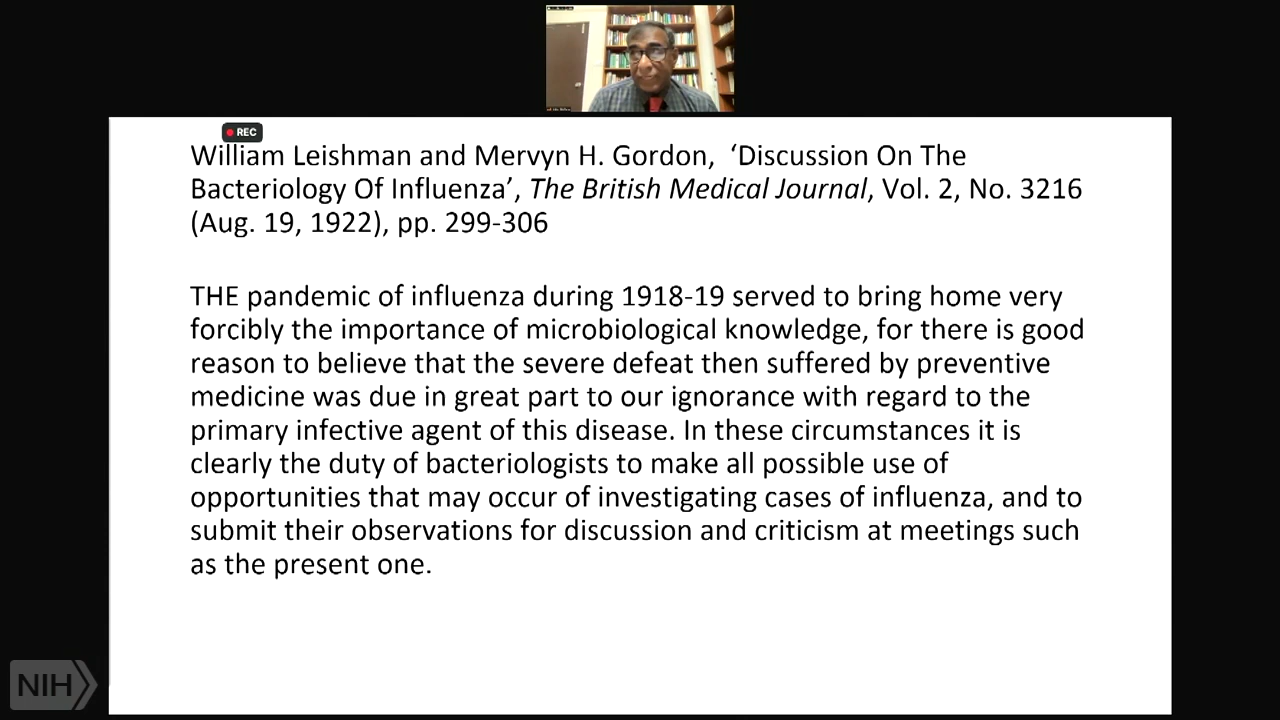 REC
William Leishman and Mervyn H. Gordon,  ‘Discussion On The
Bacteriology Of Influenza’, The British Medical Journal, Vol. 2, No. 3216
(Aug. 19, 1922), pp. 299-306
THE pandemic of influenza during 1918-19 served to bring home very
forcibly the importance of microbiological knowledge, for there is good
reason to believe that the severe defeat then suffered by preventive
medicine was due in great part to our ignorance with regard to the
primary infective agent of this disease. In these circumstances it is
clearly the duty of bacteriologists to make all possible use of
opportunities that may occur of investigating cases of influenza, and to
submit their observations for discussion and criticism at meetings such
as the present one.
NIH